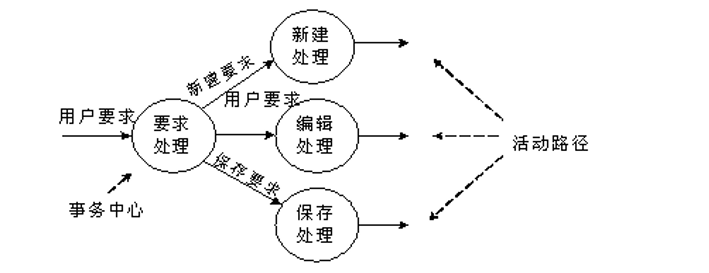 新建
处理
新建要求
用户要求
用户要求
要求
处理
编辑
处理
活动路径
保存要求
事务中心
保存
处理